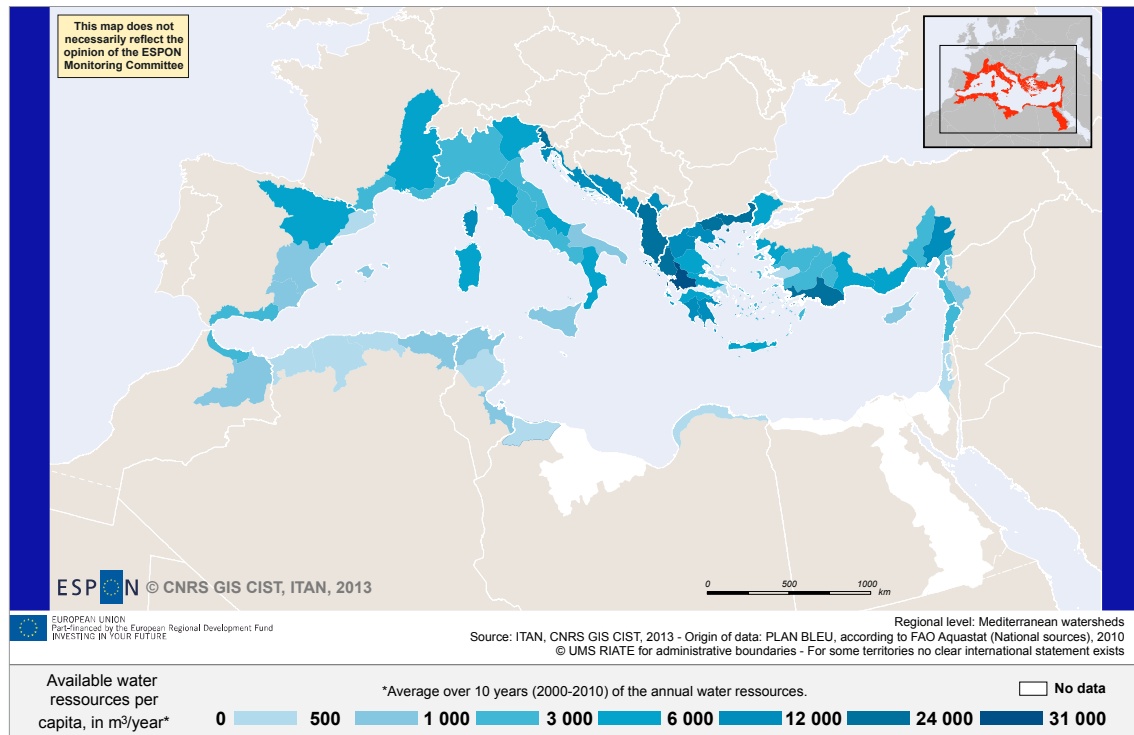 This map does not
necessarily reflect the
opinion of the ESPON
Monitoring Committee
ESPON © CNRS GIS CIST, ITAN, 2013
0 500 1000
km
EUROPEAN UNION
Part-financed by the European Regional Development Fund
INVESTING IN YOUR FUTURE
Regional level: Mediterranean watersheds
Source: ITAN, CNRS GIS CIST, 2013 - Origin of data: PLAN BLEU, according to FAO Aquastat (National sources), 2010
© UMS RIATE for administrative boundaries - For some territories no clear international statement exists
Available water
ressources per
capita, in m³/year*
*Average over 10 years (2000-2010) of the annual water ressources.
No data
0 500 1 000 3 000 6 000 12 000 24 000 31 000